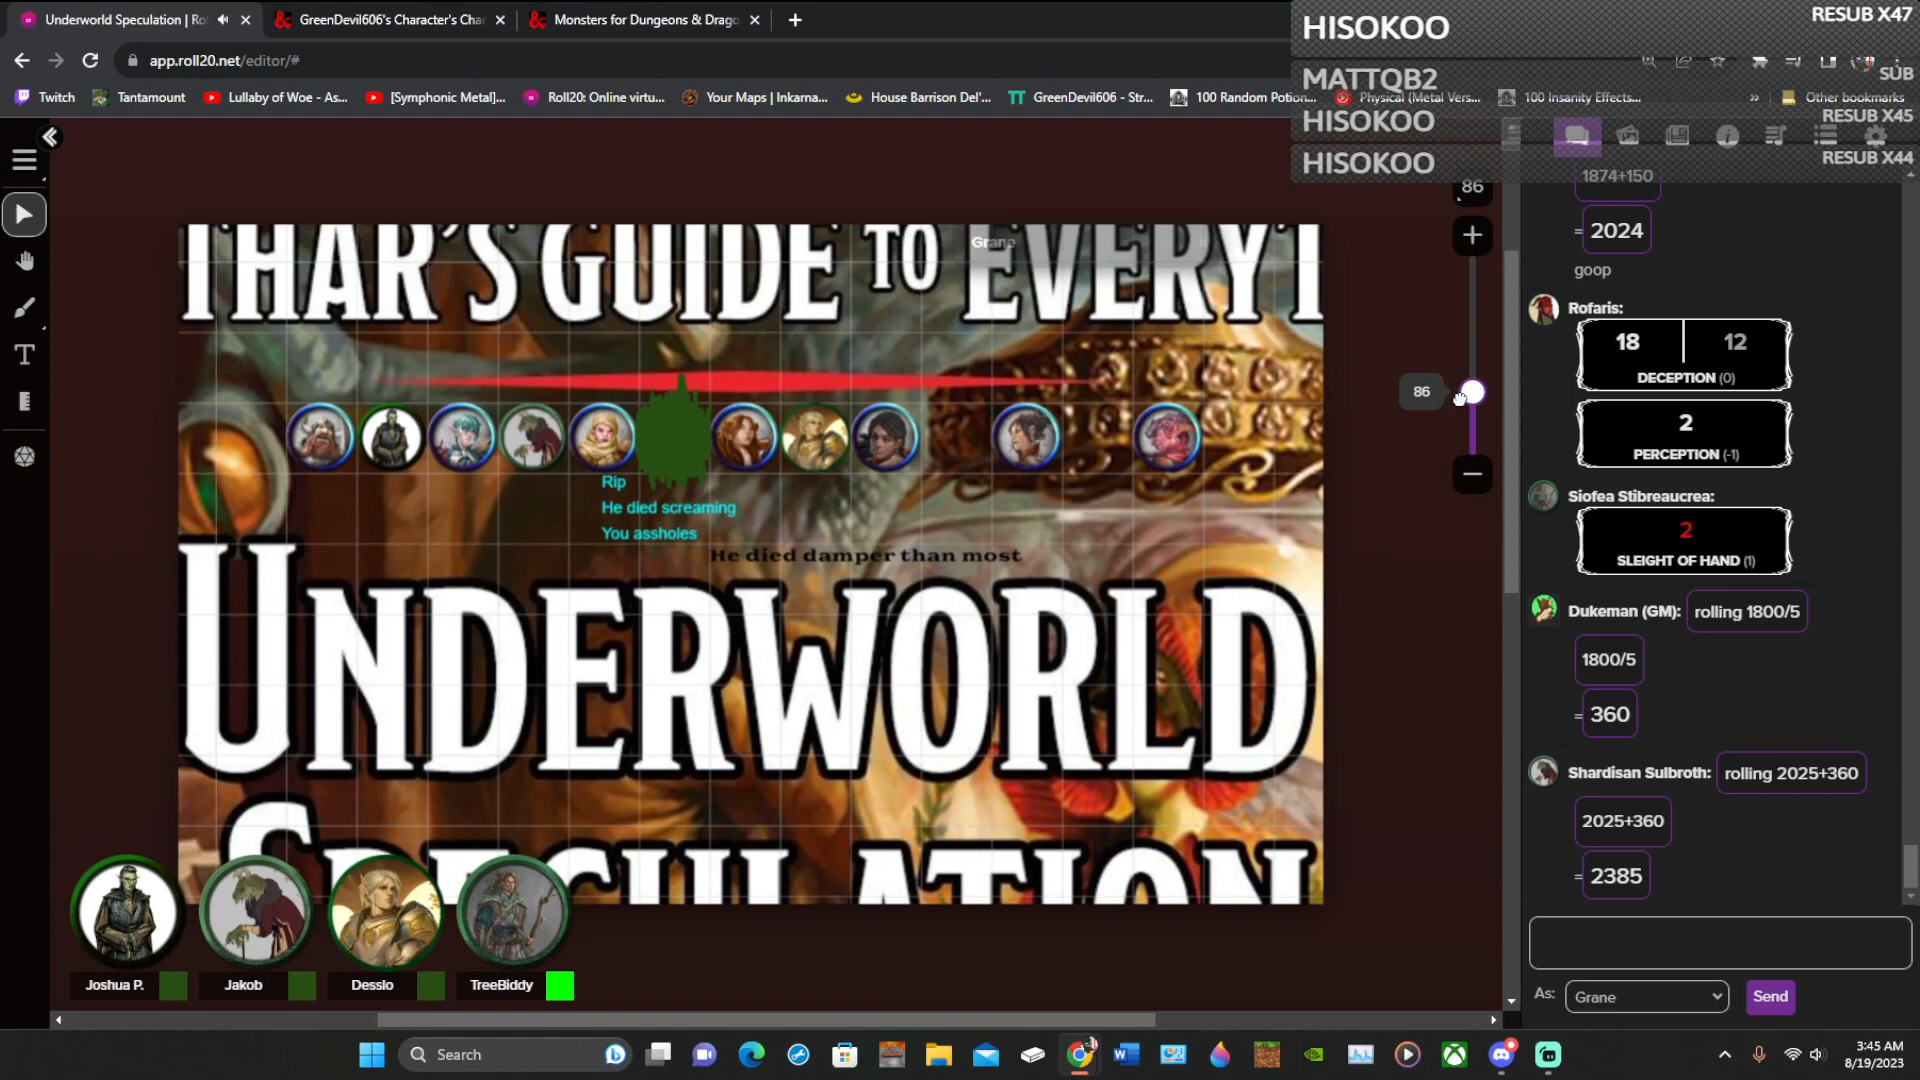 Underworld Speculation | Ro
GreenDevil606's Character's Cha
Monsters for Dungeons & Drago
HISOKOO
RESUB X47
app.roll20.net/editor/#
MATTQB2
SUB
Twitch
Tantamount
Lullaby of Woe - As...
[Symphonic Metal]...
Roll20: Online virtu...
Your Maps | Inkarna...
House Barrison Del'...
GreenDevil606 - Str...
100 Random Potion...
Physical (Metal Vers...
100 Insanity Effects...
»
Other bookmarks
HISOKOO
RESUB X45
HISOKOO
RESUB X44
86
1874+150
= 2024
goop
THAR'S GUIDE TO EVERYT
Grane
86
Rip
He died screaming
You assholes
He died damper than most
UNDERWORLD
SPECULATION
Rofaris:
18
12
DECEPTION (0)
2
PERCEPTION (-1)
Siofea Stibreaucrea:
2
SLEIGHT OF HAND (1)
Dukeman (GM): rolling 1800/5
1800/5
= 360
Shardisan Sulbroth: rolling 2025+360
2025+360
= 2385
Joshua P.
Jakob
Dessio
TreeBiddy
As:
Grane
Send
Search
3:45 AM
8/19/2023